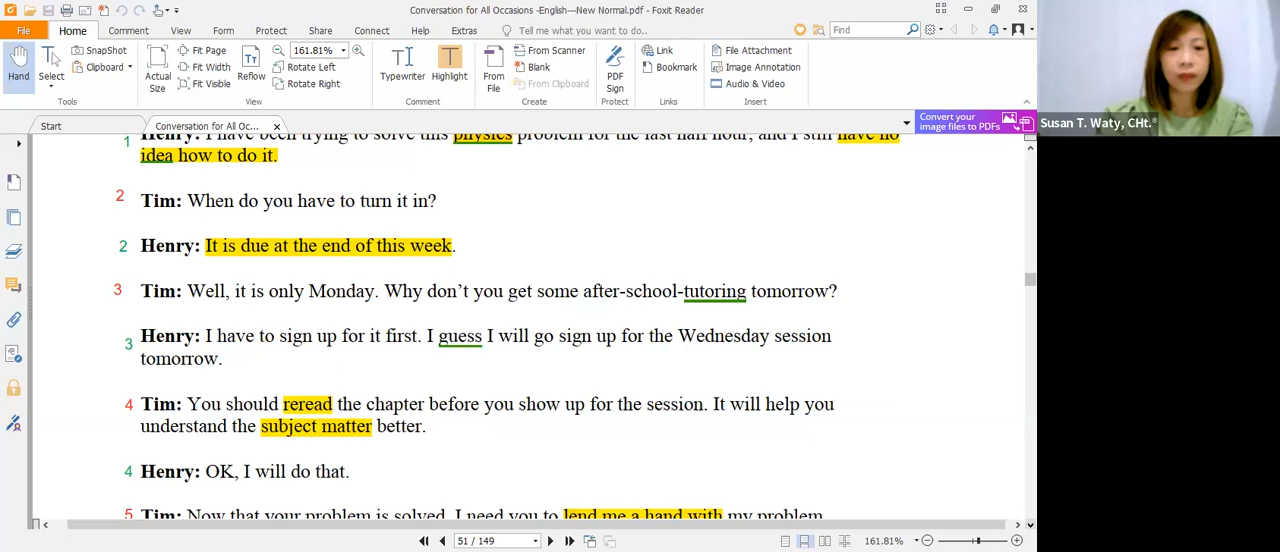 Conversation for All Occasions -English---New Normal.pdf - Foxit Reader
File Home Comment View Form Protect Share Connect Help Extras Tell me what you want to do.. Find
Hand Select SnapShot Clipboard Actual Size Reflow Fit Page Fit Width Fit Visible 161.81% Rotate Left Rotate Right Typewriter Highlight From File From Scanner Blank From Clipboard PDF Sign Link Bookmark File Attachment Image Annotation Audio & Video
Tools View Comment Create Protect Links Insert
Start Conversation for All Occ... Convert your image files to PDFs
Susan T. Waty, CHt.®
1 Henry: I have been trying to solve this physics problem for the last half hour, and I still have no
idea how to do it.
2 Tim: When do you have to turn it in?
2 Henry: It is due at the end of this week.
3 Tim: Well, it is only Monday. Why don’t you get some after-school-tutoring tomorrow?
3 Henry: I have to sign up for it first. I guess I will go sign up for the Wednesday session
tomorrow.
4 Tim: You should reread the chapter before you show up for the session. It will help you
understand the subject matter better.
4 Henry: OK, I will do that.
5 Tim: Now that your problem is solved, I need you to lend me a hand with my problem
51 / 149 161.81%